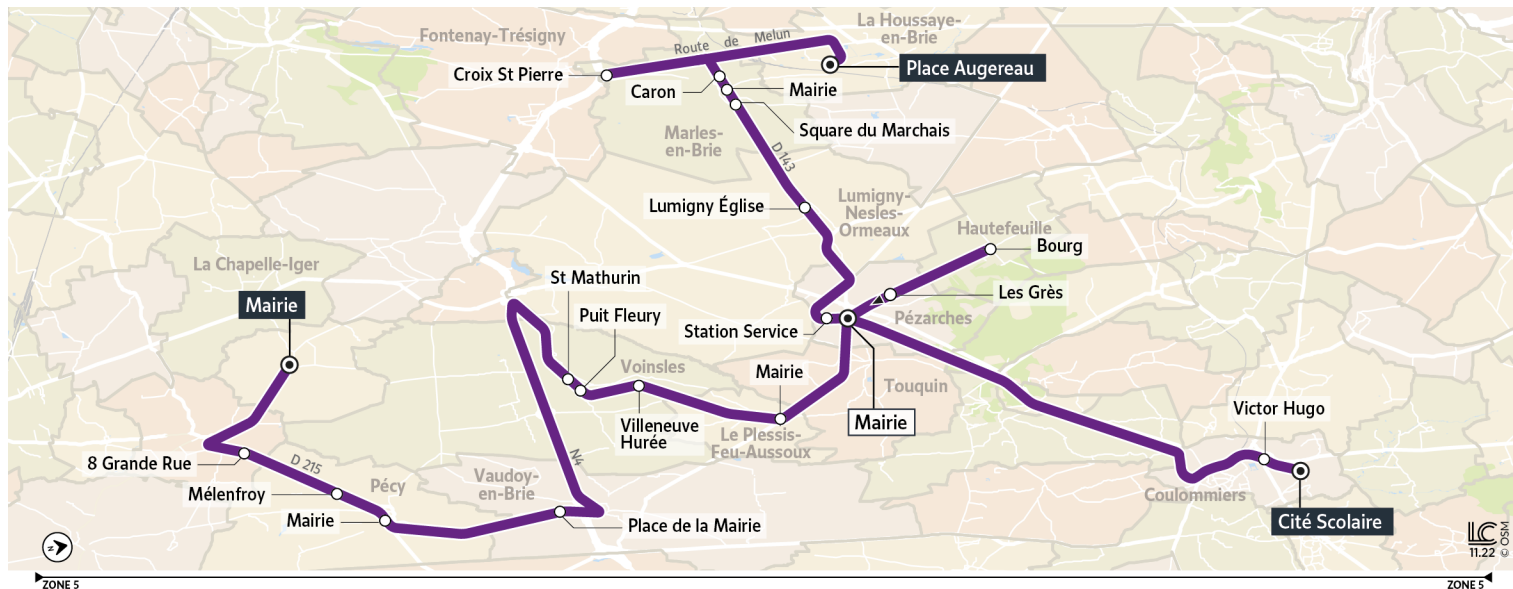 La Houssaye-
en-Brie
Fontenay-Trésigny
Route de Melun
Croix St Pierre
Place Augereau
Caron
Mairie
Square du Marchais
Marles-
en-Brie
D 143
Lumigny Église
Lumigny-
Nesles-
Ormeaux
Hautefeuille
Bourg
La Chapelle-Iger
St Mathurin
Les Grès
Mairie
Puit Fleury
Pézarches
Station Service
Voinsles
Mairie
Touquin
Villeneuve
Hurée
Mairie
Victor Hugo
Le Plessis-
Feu-Aussoux
8 Grande Rue
D 215
N4
Mélenfroy
Pécy
Vaudoy-
en-Brie
Coulommiers
Mairie
Place de la Mairie
Cité Scolaire
N
LC
11.22
© OSM
ZONE 5
ZONE 5